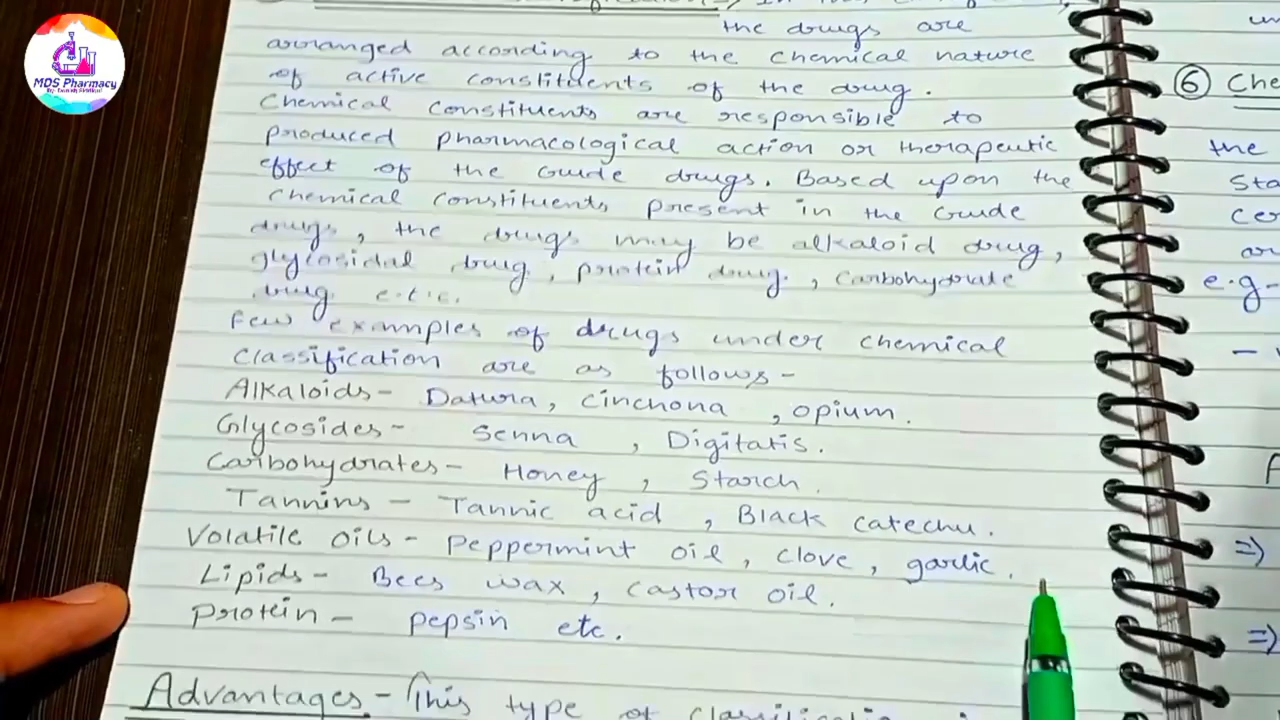 the drugs are
arranged according to the chemical nature
of active constituents of the drug.
Chemical constituents are responsible to
produced pharmacological action or therapeutic
effect of the crude drugs. Based upon the
chemical constituents present in the crude
drugs, the drugs may be alkaloid drug,
glycosidal drug, protein drug, carbohydrate
drug e.t.c.
Few examples of drugs under chemical
classification are as follows-
Alkaloids- Datura, cinchona, opium.
Glycosides- Senna, Digitatis.
Carbohydrates- Honey, Starch.
Tannins- Tannic acid, Black catechu.
Volatile oils- Peppermint oil, clove, garlic.
Lipids- Bees wax, castor oil.
Protein- pepsin etc.
Advantages- This type of classification
⑥ Che
the
Sta
cer
e.g-
⇒
⇒
MDS Pharmacy